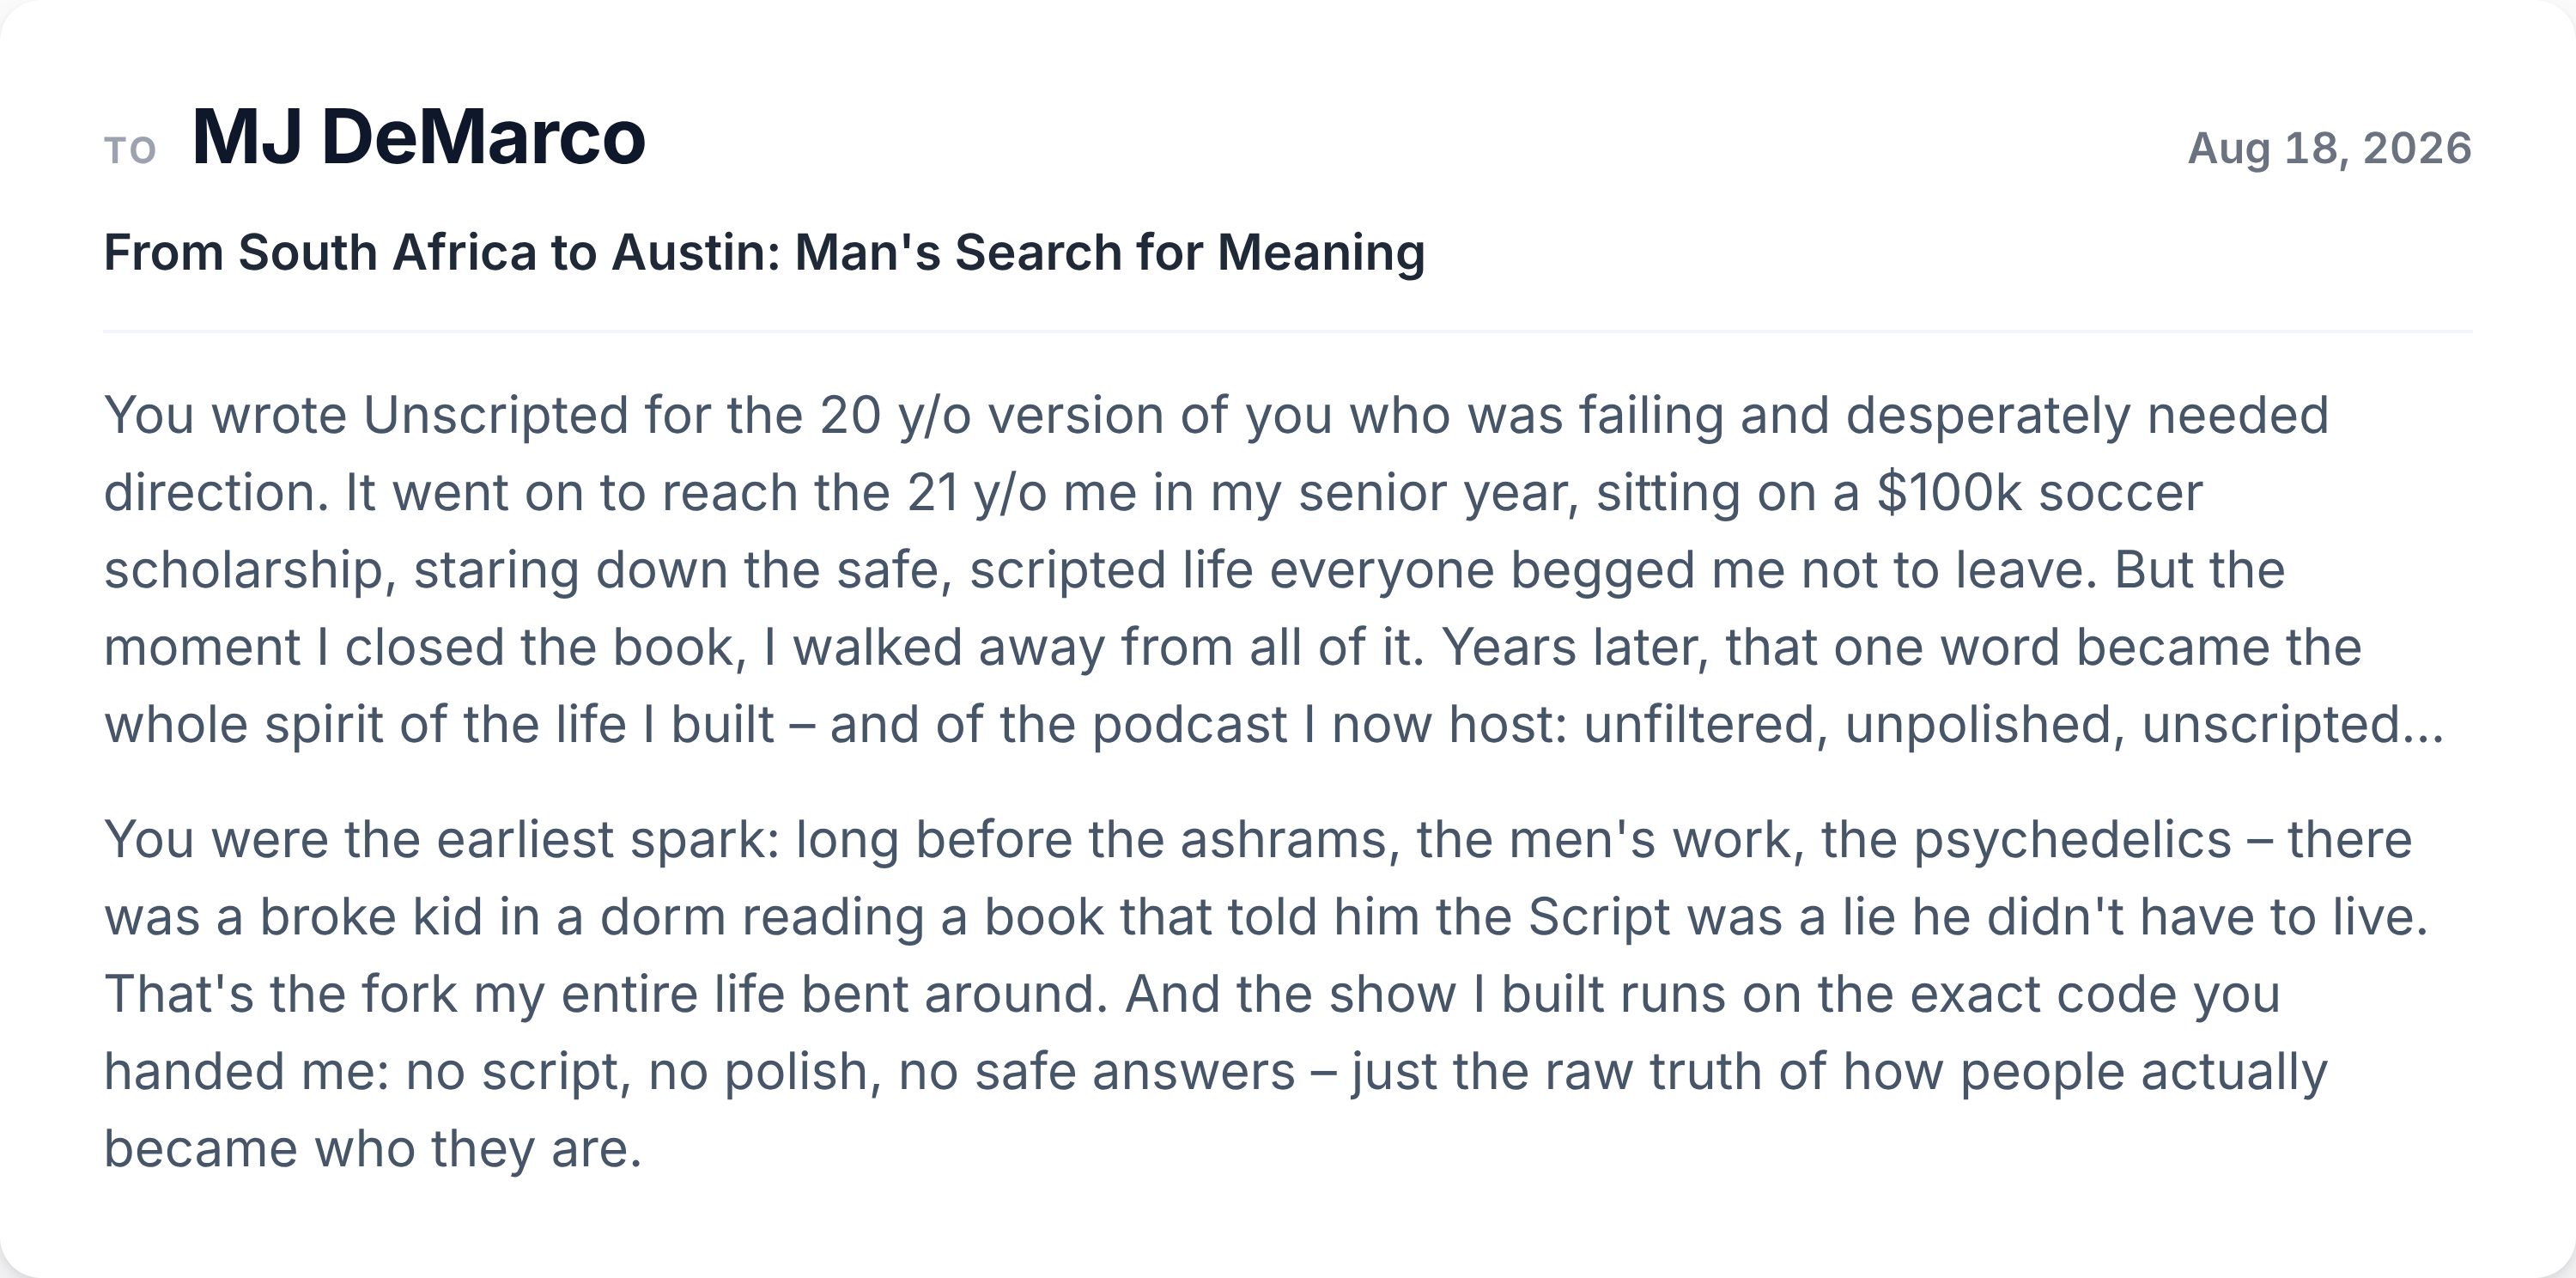 TO MJ DeMarco Aug 18, 2026
From South Africa to Austin: Man's Search for Meaning
You wrote Unscripted for the 20 y/o version of you who was failing and desperately needed
direction. It went on to reach the 21 y/o me in my senior year, sitting on a $100k soccer
scholarship, staring down the safe, scripted life everyone begged me not to leave. But the
moment I closed the book, I walked away from all of it. Years later, that one word became the
whole spirit of the life I built – and of the podcast I now host: unfiltered, unpolished, unscripted...
You were the earliest spark: long before the ashrams, the men's work, the psychedelics – there
was a broke kid in a dorm reading a book that told him the Script was a lie he didn't have to live.
That's the fork my entire life bent around. And the show I built runs on the exact code you
handed me: no script, no polish, no safe answers – just the raw truth of how people actually
became who they are.